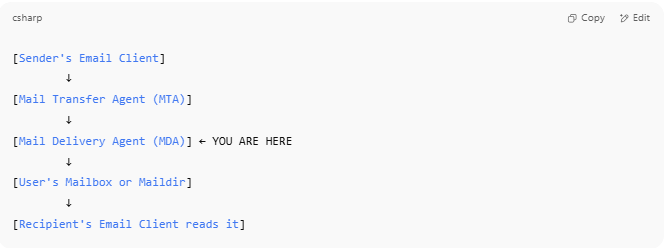 csharp
Copy
Edit
[Sender's Email Client]
↓
[Mail Transfer Agent (MTA)]
↓
[Mail Delivery Agent (MDA)] ← YOU ARE HERE
↓
[User's Mailbox or Maildir]
↓
[Recipient's Email Client reads it]